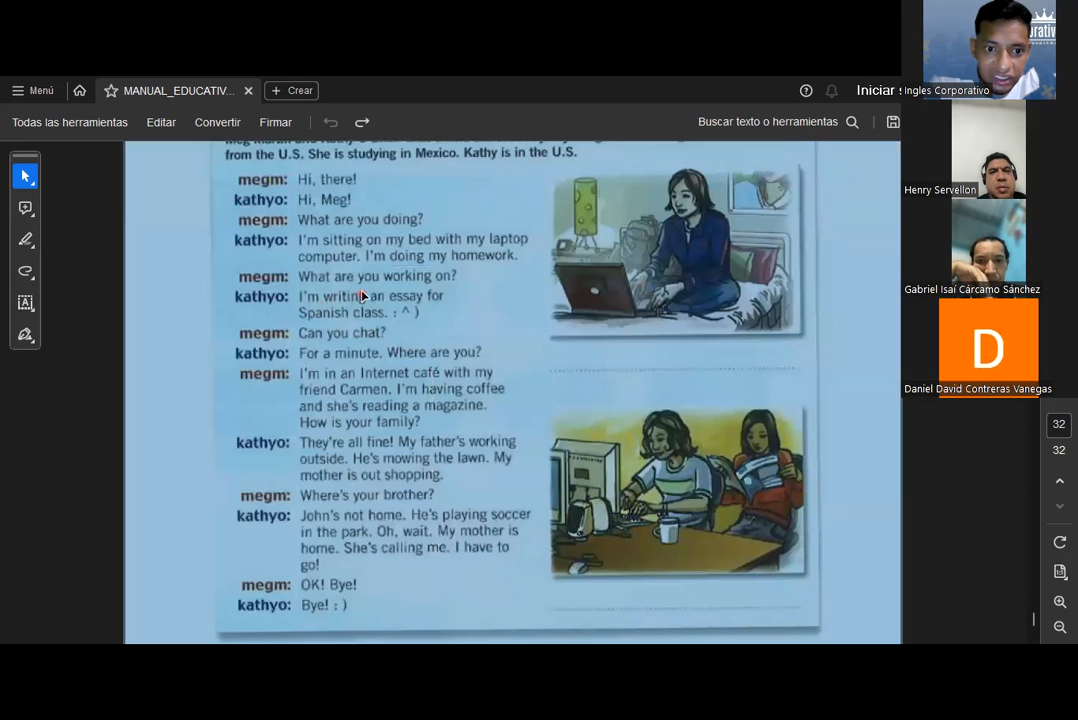 Menú
MANUAL_EDUCATIV...
Crear
Iniciar
Todas las herramientas
Editar
Convertir
Firmar
Buscar texto o herramientas
from the U.S. She is studying in Mexico. Kathy is in the U.S.
megm: Hi, there!
kathyo: Hi, Meg!
megm: What are you doing?
kathyo: I'm sitting on my bed with my laptop
computer. I'm doing my homework.
megm: What are you working on?
kathyo: I'm writing an essay for
Spanish class. : ^ )
megm: Can you chat?
kathyo: For a minute. Where are you?
megm: I'm in an Internet café with my
friend Carmen. I'm having coffee
and she's reading a magazine.
How is your family?
kathyo: They're all fine! My father's working
outside. He's mowing the lawn. My
mother is out shopping.
megm: Where's your brother?
kathyo: John's not home. He's playing soccer
in the park. Oh, wait. My mother is
home. She's calling me. I have to
go!
megm: OK! Bye!
kathyo: Bye! : )
32
32
Ingles Corporativo
Henry Servellon
Gabriel Isaí Cárcamo Sánchez
D
Daniel David Contreras Vanegas